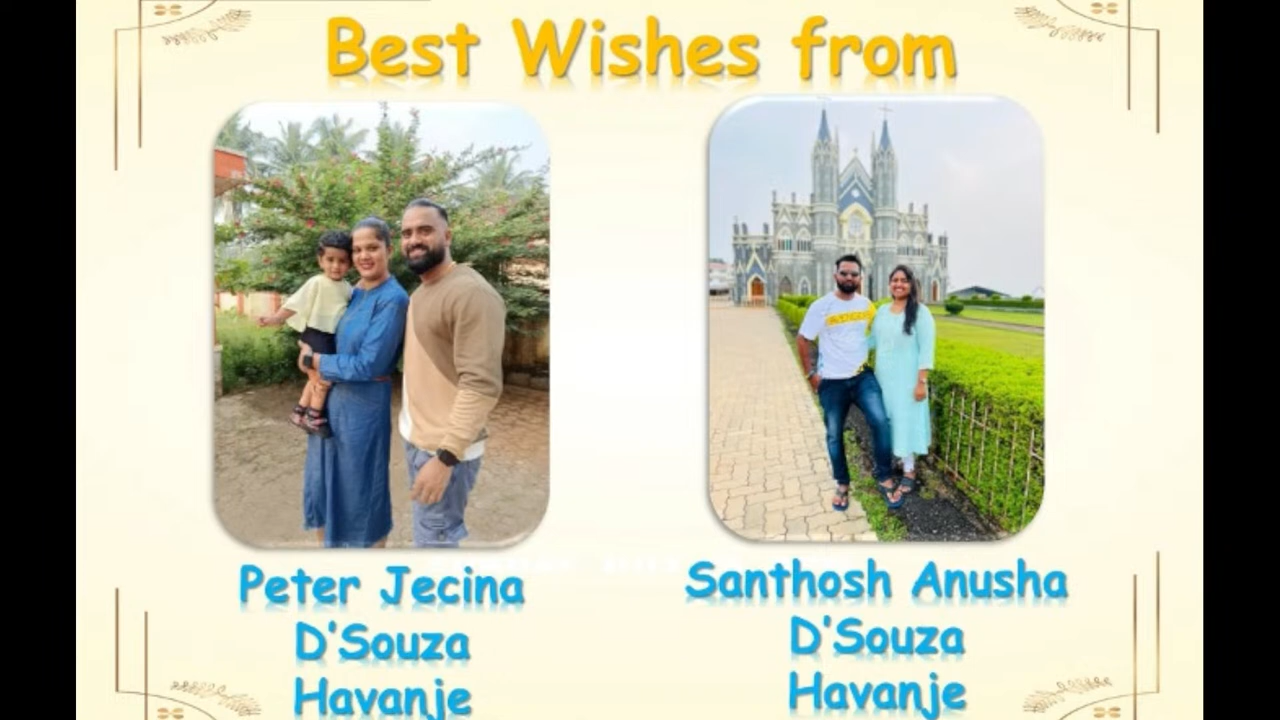 Best Wishes from
Peter Jecina
D'Souza
Havanje
Santhosh Anusha
D'Souza
Havanje